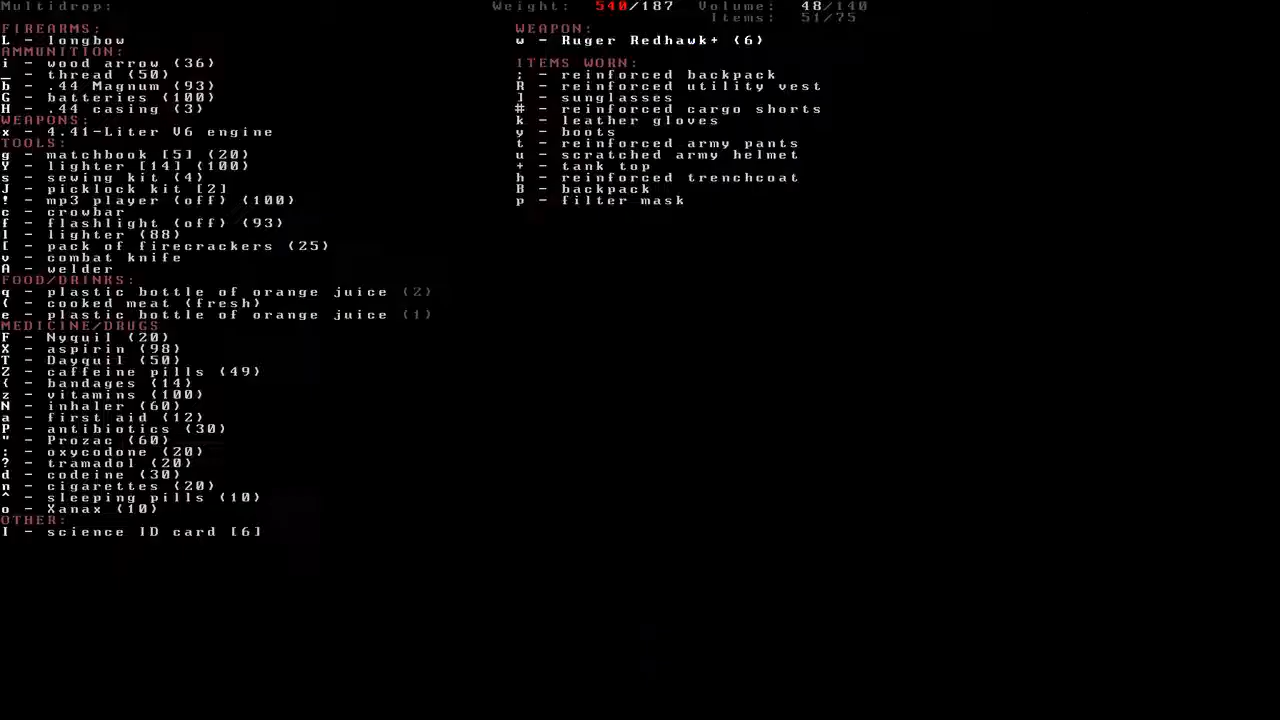 Multidrop:
Weight: 540/187 Volume: 48/140
Items: 51/75
FIREARMS:
L - longbow
AMMUNITION:
i - wood arrow (36)
_ - thread (50)
b - .44 Magnum (93)
G - batteries (100)
H - .44 casing (3)
WEAPONS:
x - 4.41-Liter V6 engine
TOOLS:
g - matchbook [5] (20)
Y - lighter [14] (100)
s - sewing kit (4)
J - picklock kit [2]
! - mp3 player (off) (100)
c - crowbar
f - flashlight (off) (93)
l - lighter (88)
[ - pack of firecrackers (25)
v - combat knife
A - welder
FOOD/DRINKS:
q - plastic bottle of orange juice (2)
( - cooked meat (fresh)
e - plastic bottle of orange juice (1)
MEDICINE/DRUGS
F - Nyquil (20)
X - aspirin (98)
T - Dayquil (50)
Z - caffeine pills (49)
{ - bandages (14)
z - vitamins (100)
N - inhaler (60)
a - first aid (12)
P - antibiotics (30)
" - Prozac (60)
: - oxycodone (20)
? - tramadol (20)
d - codeine (30)
n - cigarettes (20)
^ - sleeping pills (10)
o - Xanax (10)
OTHER:
I - science ID card [6]
WEAPON:
w - Ruger Redhawk+ (6)
ITEMS WORN:
; - reinforced backpack
R - reinforced utility vest
] - sunglasses
# - reinforced cargo shorts
k - leather gloves
y - boots
t - reinforced army pants
u - scratched army helmet
+ - tank top
h - reinforced trenchcoat
B - backpack
p - filter mask